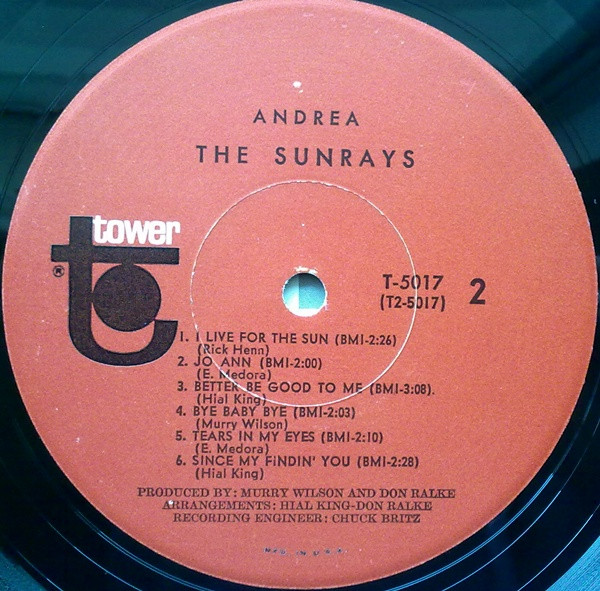 ANDREA
THE SUNRAYS
tower
®
T-5017
(T2-5017)
2
1. I LIVE FOR THE SUN (BMI-2:26)
(Rick Henn)
2. JO ANN (BMI-2:00)
(E. Medora)
3. BETTER BE GOOD TO ME (BMI-3:08).
(Hial King)
4. BYE BABY BYE (BMI-2:03)
(Murry Wilson)
5. TEARS IN MY EYES (BMI-2:10)
(E. Medora)
6. SINCE MY FINDIN' YOU (BMI-2:28)
(Hial King)
PRODUCED BY: MURRY WILSON AND DON RALKE
ARRANGEMENTS: HIAL KING-DON RALKE
RECORDING ENGINEER: CHUCK BRITZ
IN U.S.A.